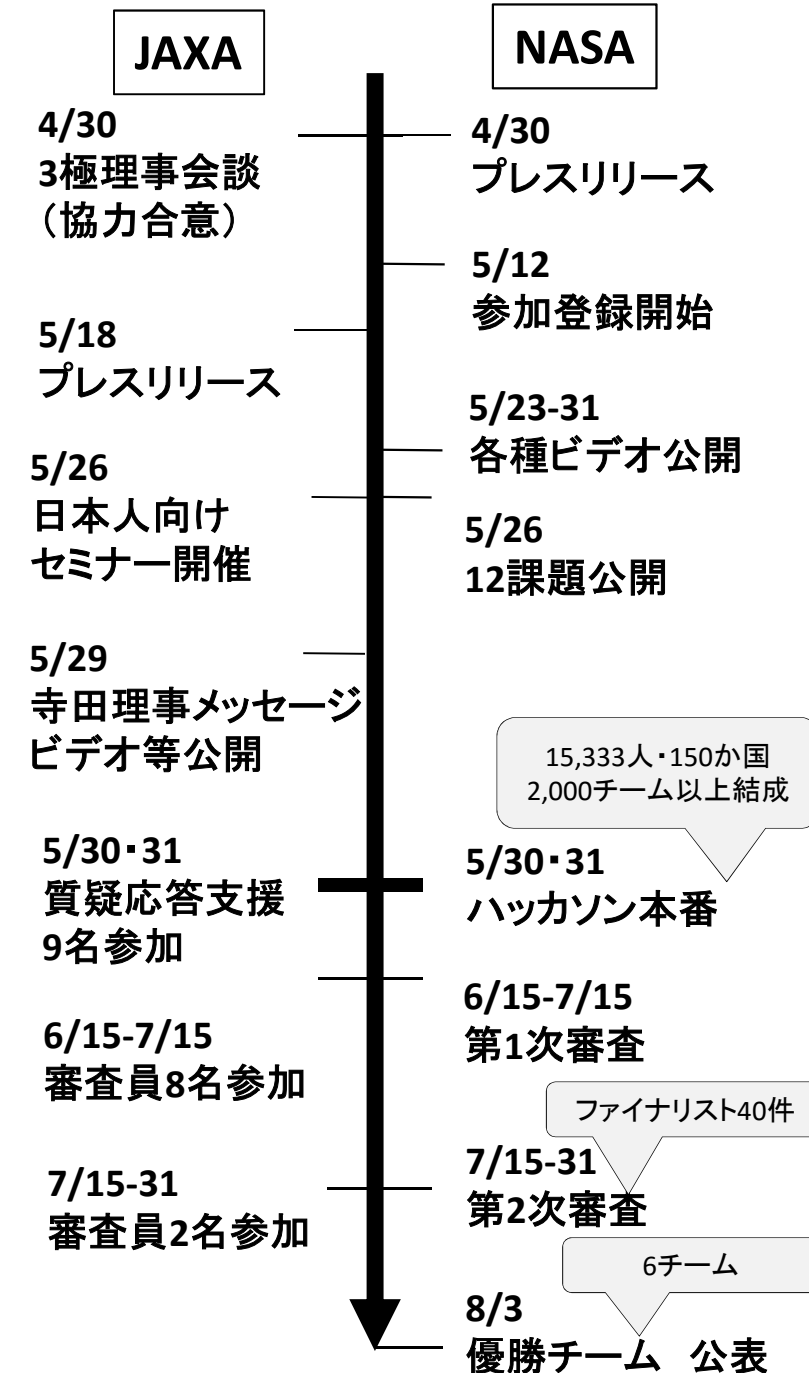 JAXA
4/30
3極理事会談
（協力合意）
5/18
プレスリリース
5/26
日本人向け
セミナー開催
5/29
寺田理事メッセージ
ビデオ等公開
5/30･31
質疑応答支援
9名参加
6/15-7/15
審査員8名参加
7/15-31
審査員2名参加
NASA
4/30
プレスリリース
5/12
参加登録開始
5/23-31
各種ビデオ公開
5/26
12課題公開
15,333人・150か国
2,000チーム以上結成
5/30･31
ハッカソン本番
6/15-7/15
第1次審査
ファイナリスト40件
7/15-31
第2次審査
6チーム
8/3
優勝チーム　公表